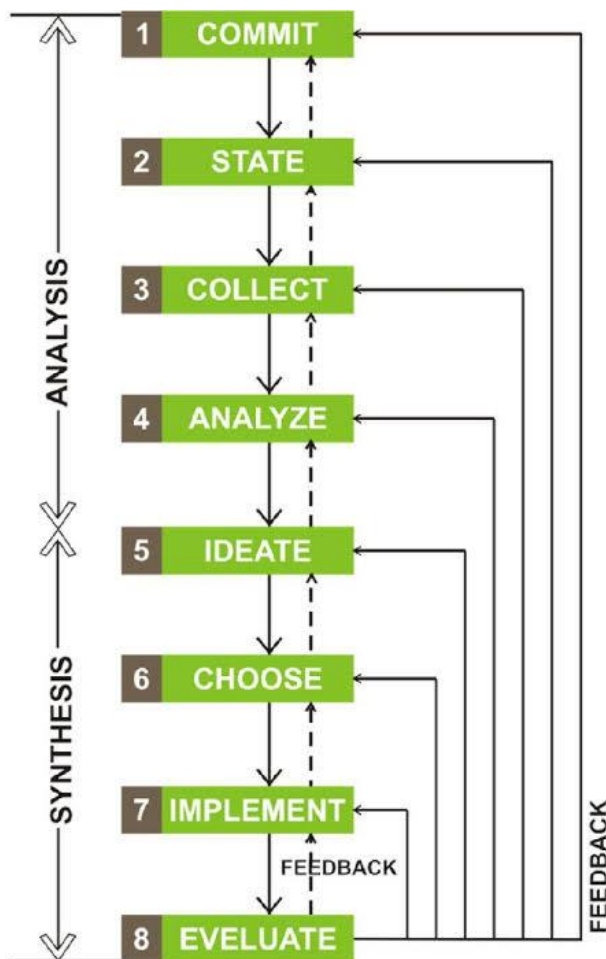 1 COMMIT
2 STATE
3 COLLECT
4 ANALYZE
5 IDEATE
6 CHOOSE
7 IMPLEMENT
FEEDBACK
8 EVELUATE
ANALYSIS
SYNTHESIS
FEEDBACK